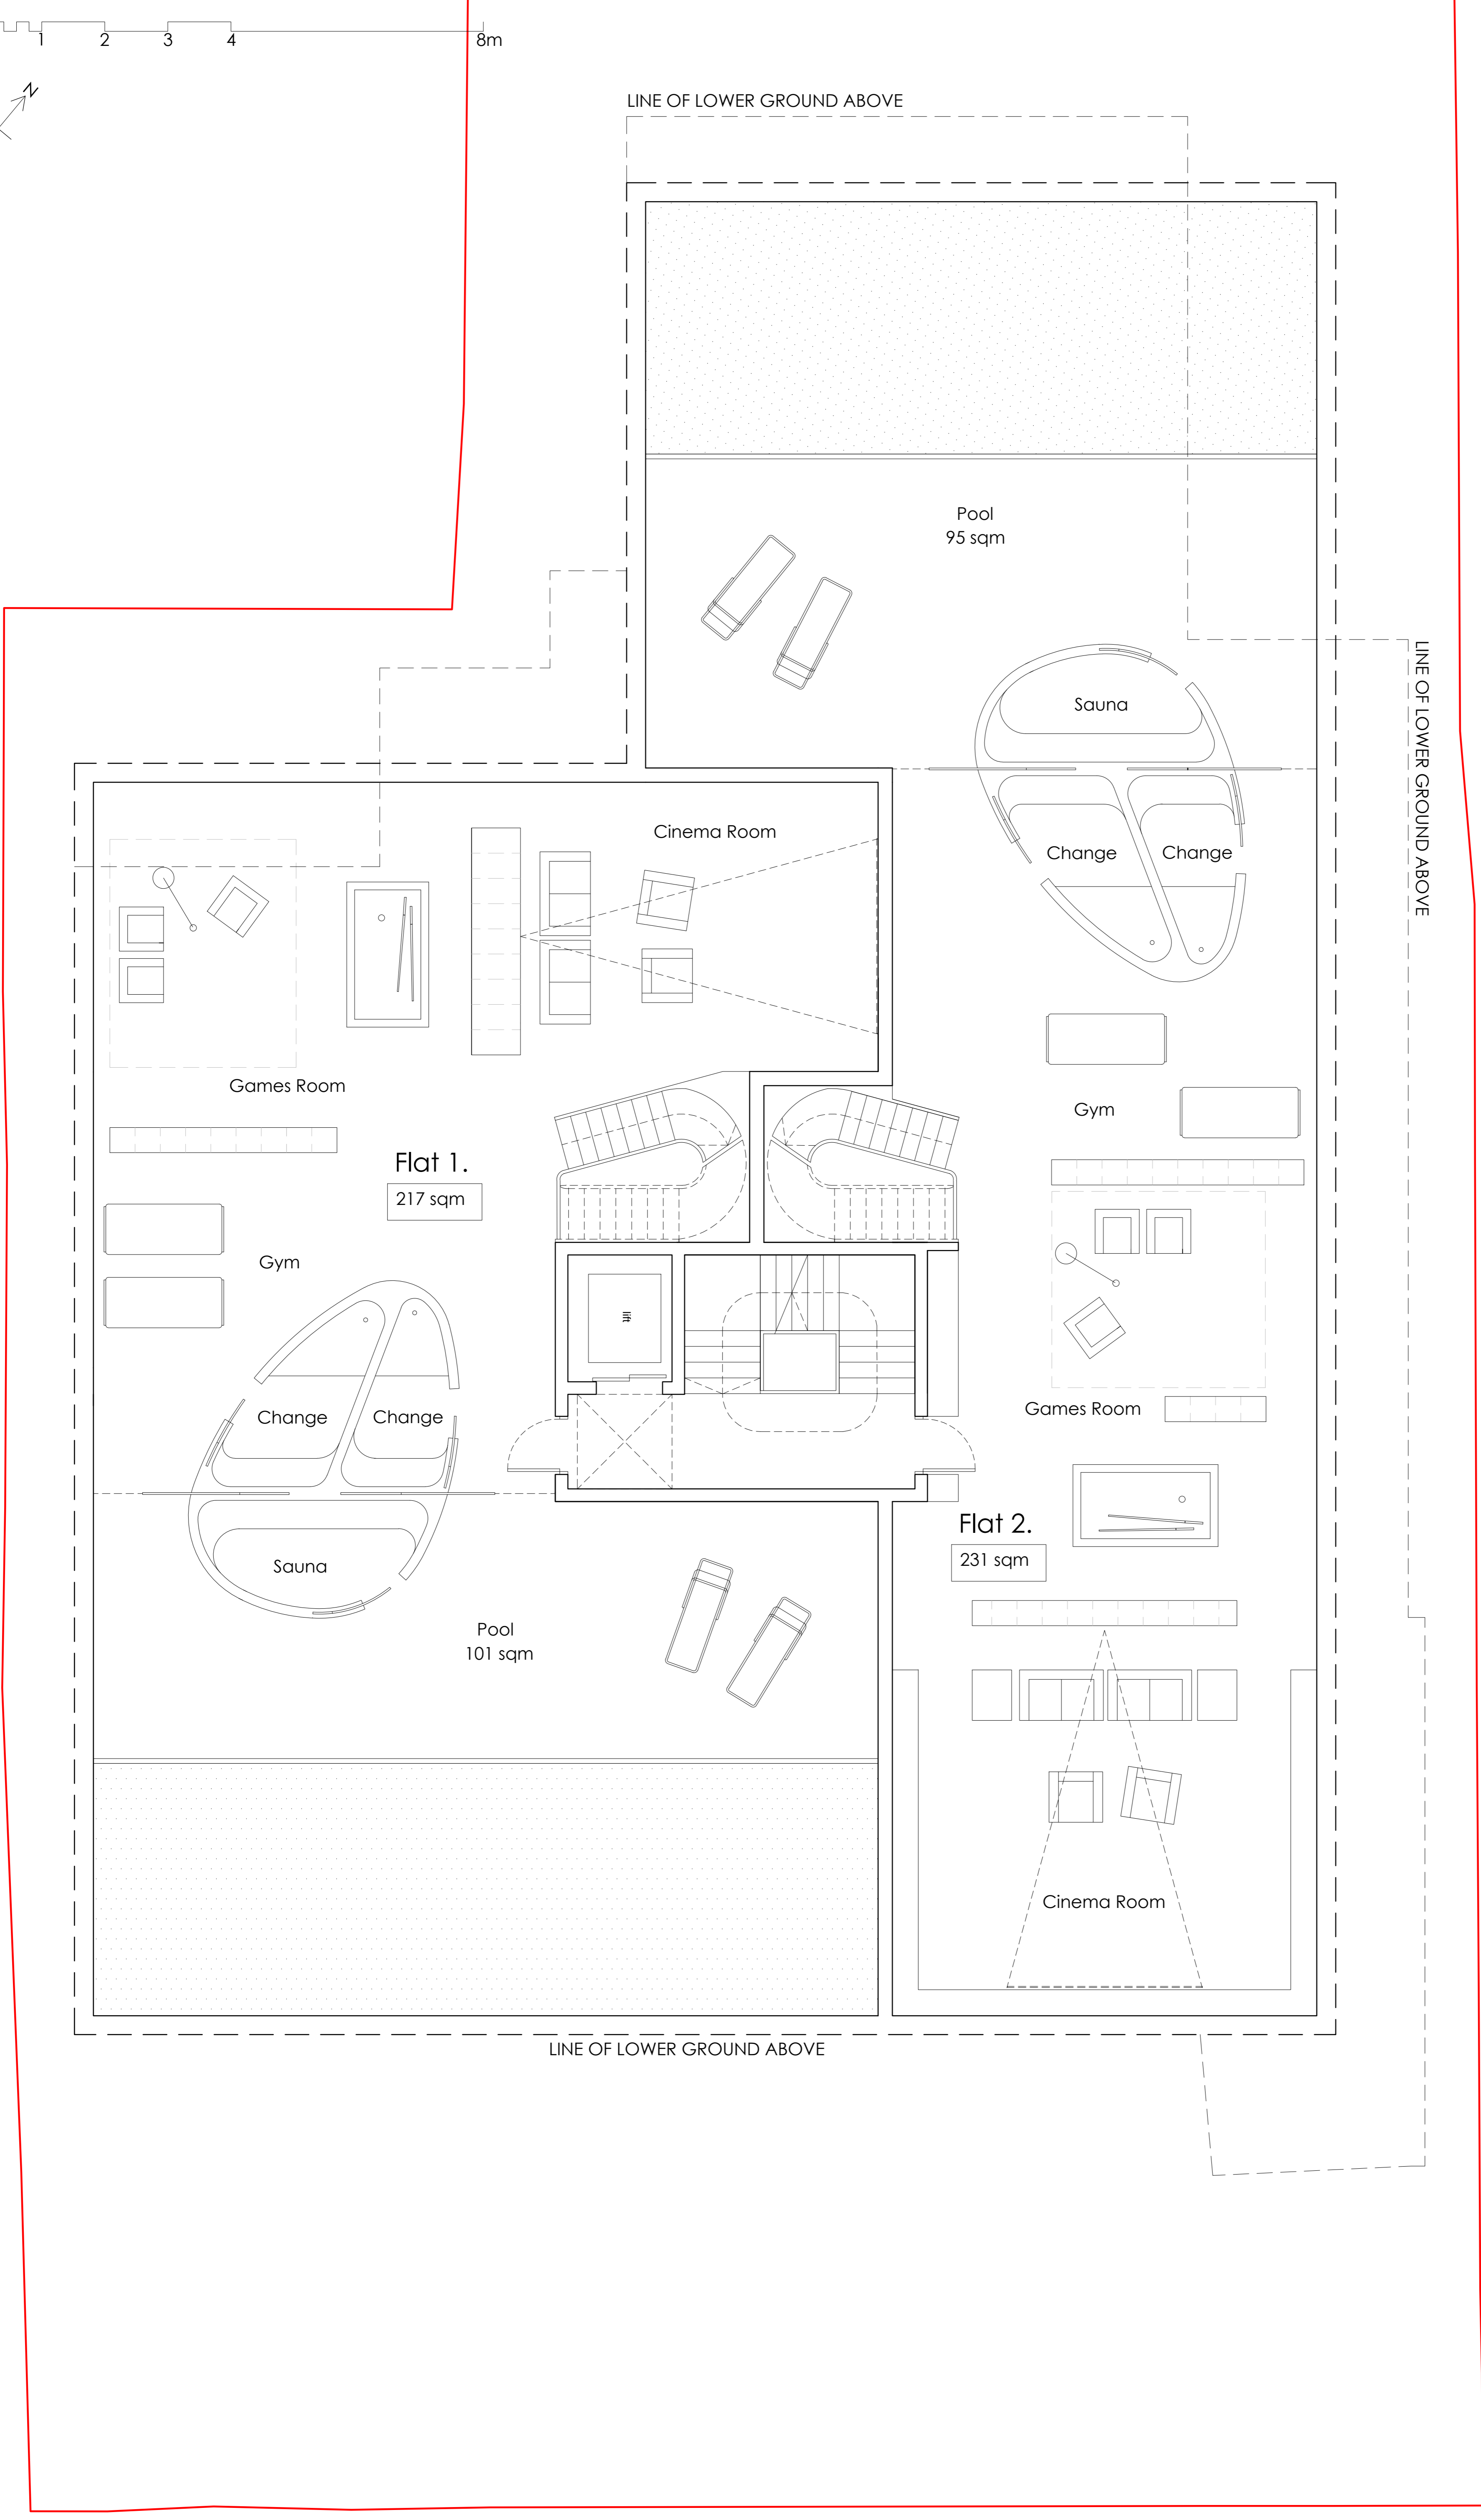 1 2 3 4 8m
N
LINE OF LOWER GROUND ABOVE
Pool
95 sqm
Sauna
LINE OF LOWER GROUND ABOVE
Cinema Room
Change Change
Games Room
Gym
Flat 1.
217 sqm
Gym
lift
Change Change
Games Room
Flat 2.
231 sqm
Sauna
Pool
101 sqm
Cinema Room
LINE OF LOWER GROUND ABOVE